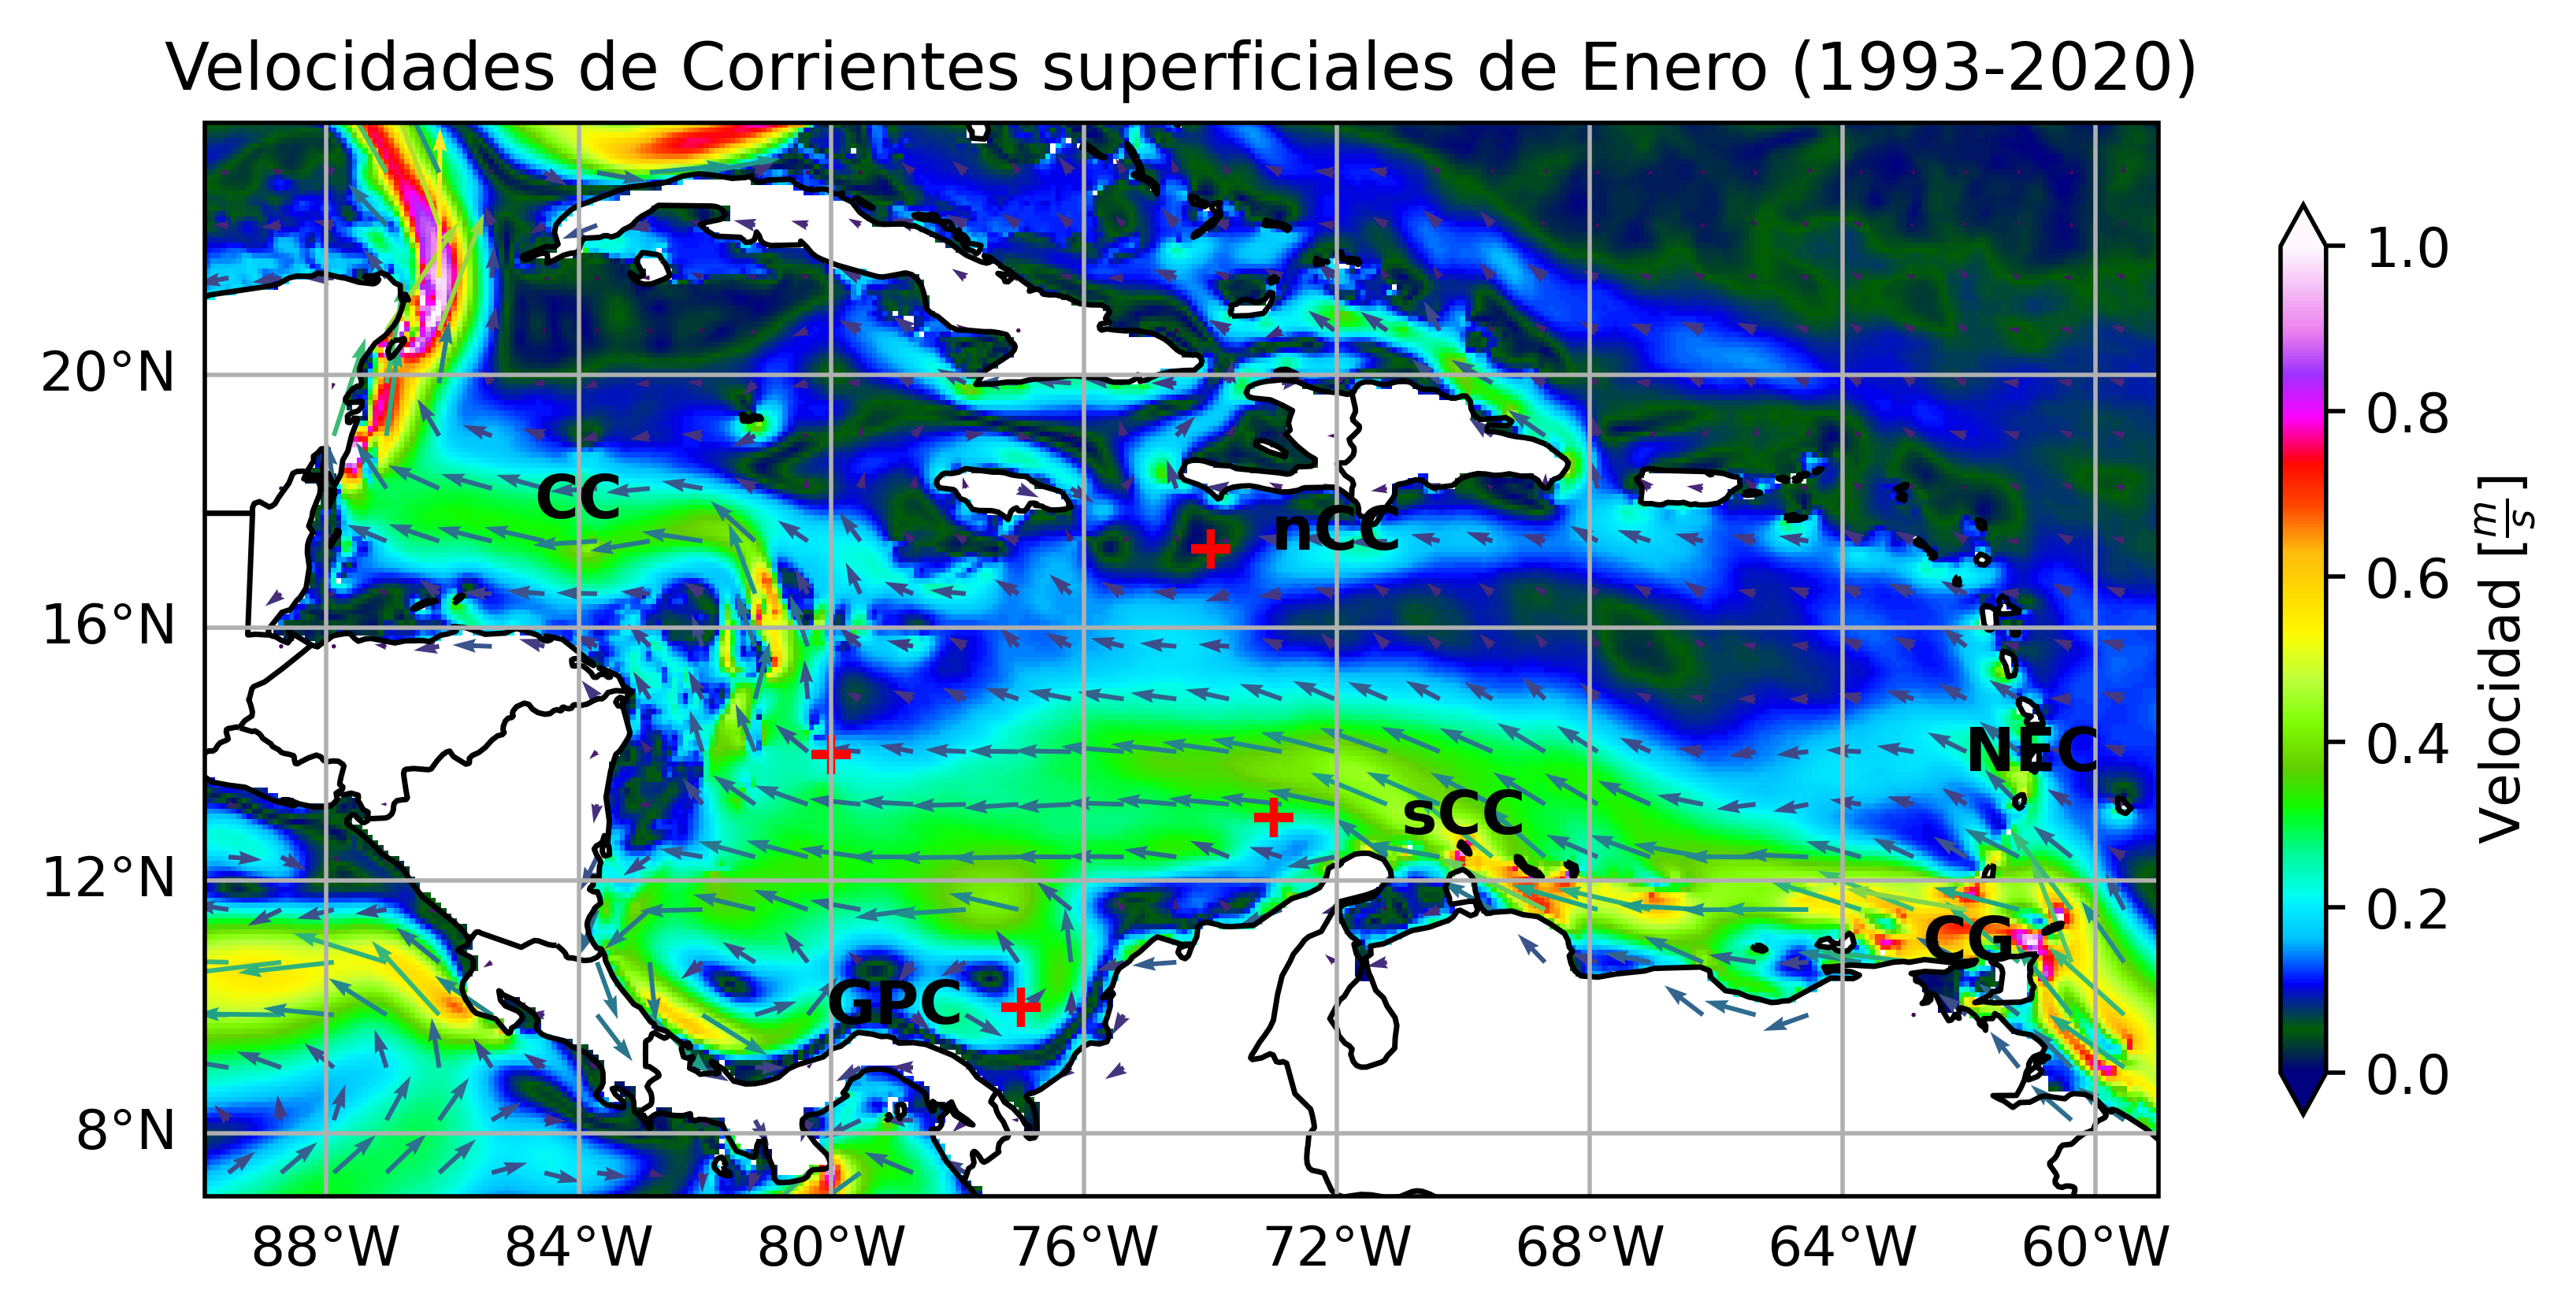 Velocidades de Corrientes superficiales de Enero (1993-2020)
20°N
16°N
12°N
8°N
88°W 84°W 80°W 76°W 72°W 68°W 64°W 60°W
CC
nCC
NEC
sCC
CG
GPC
1.0
0.8
0.6
0.4
0.2
0.0
Velocidad [m/s]